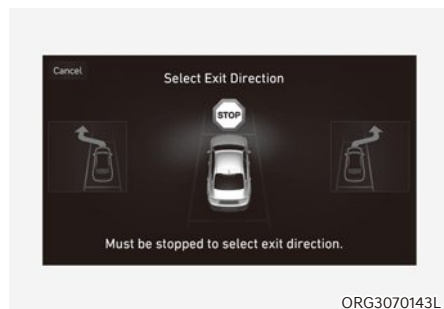 Cancel
Select Exit Direction
STOP
Must be stopped to select exit direction.
ORG3070143L